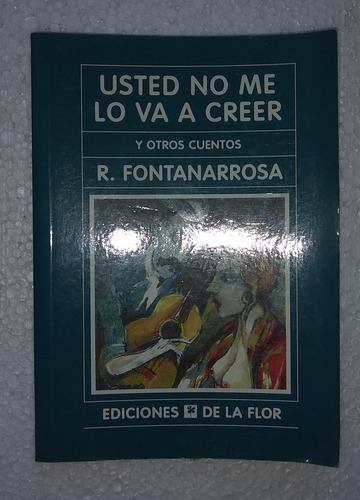 USTED NO ME
LO VA A CREER
Y OTROS CUENTOS
R. FONTANARROSA
EDICIONES DE LA FLOR